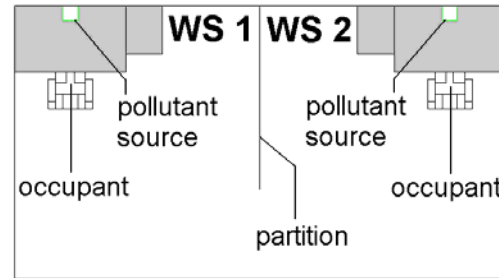 WS 1 WS 2
pollutant
source
pollutant
source
occupant
occupant
partition